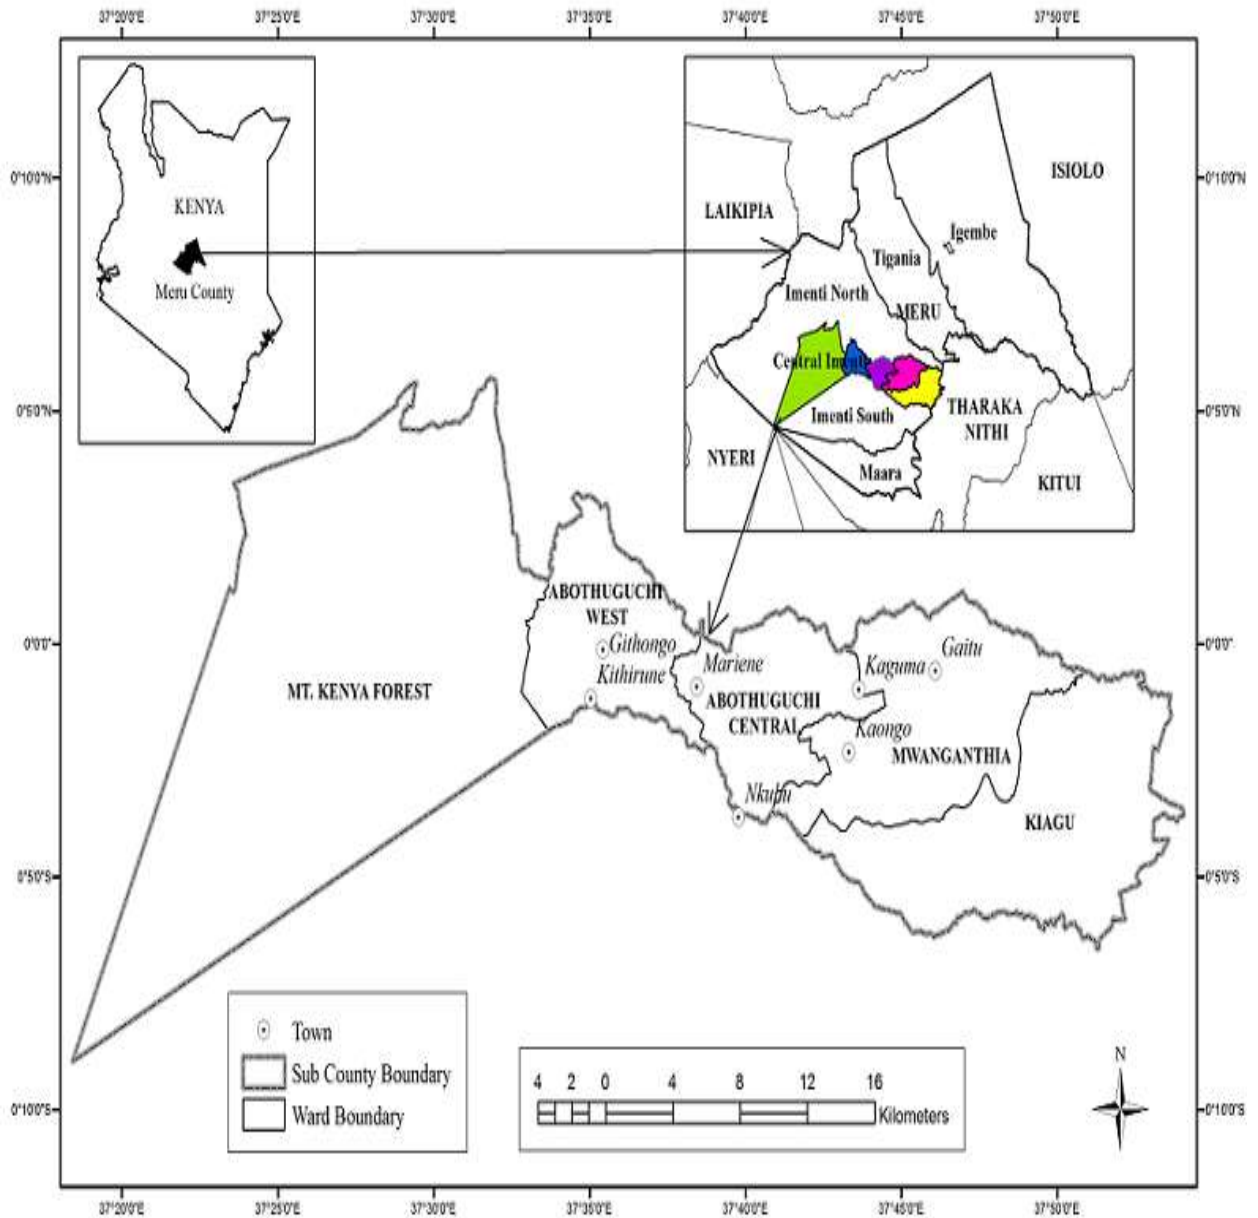 37°20'0"E 37°25'0"E 37°30'0"E 37°35'0"E 37°40'0"E 37°45'0"E 37°50'0"E
0°10'0"N
0°10'0"N
KENYA
Meru County
ISIOLO
LAIKIPIA
Igembe
Tigania
Imenti North
MERU
Central Imenti
Imenti South
THARAKA
NITHI
NYERI
Maara
KITUI
0°5'0"N
0°5'0"N
ABOTHUGUCHI
WEST
0°0'0"
0°0'0"
Githongo
Kithirune
Mariene
Kaguma
Gaitu
MT. KENYA FOREST
ABOTHUGUCHI
CENTRAL
Kaongo
MWANGANTHIA
Nkubu
KIAGU
0°5'0"S
0°5'0"S
Town
Sub County Boundary
Ward Boundary
4 2 0 4 8 12 16
Kilometers
N
0°10'0"S
0°10'0"S
37°20'0"E 37°25'0"E 37°30'0"E 37°35'0"E 37°40'0"E 37°45'0"E 37°50'0"E